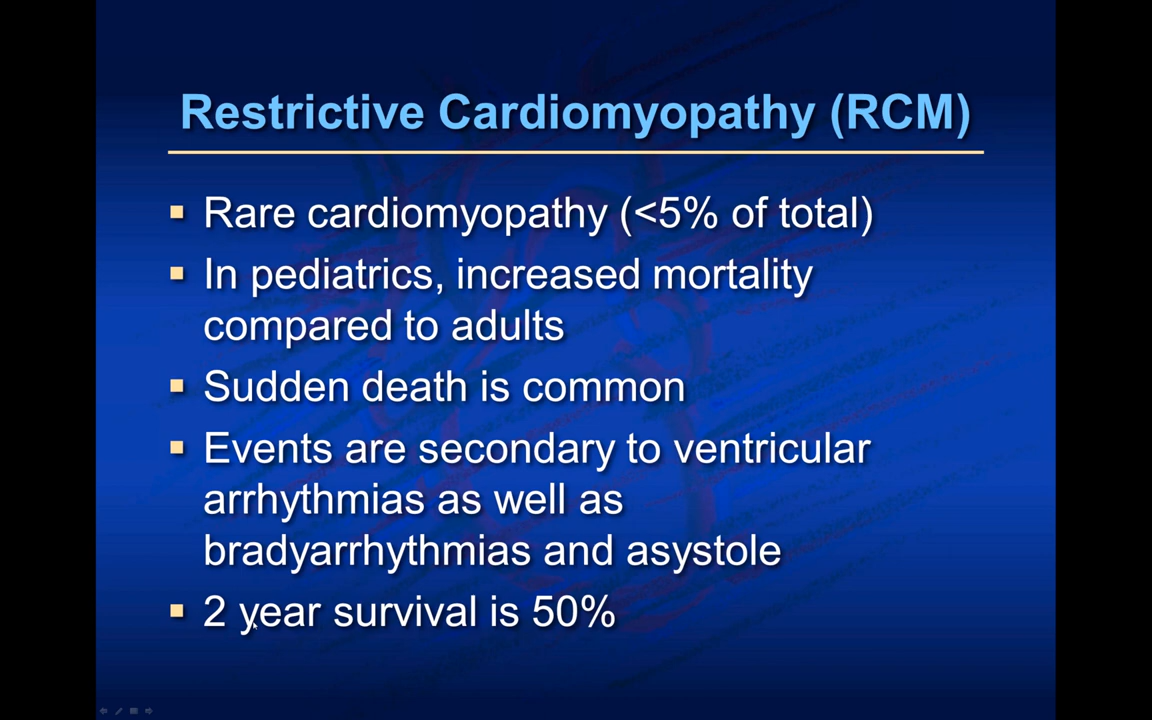 Restrictive Cardiomyopathy (RCM)
▪ Rare cardiomyopathy (<5% of total)
▪ In pediatrics, increased mortality
compared to adults
▪ Sudden death is common
▪ Events are secondary to ventricular
arrhythmias as well as
bradyarrhythmias and asystole
▪ 2 year survival is 50%